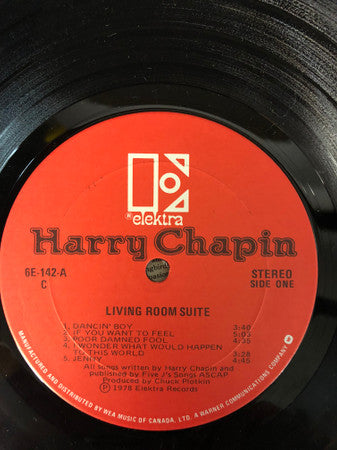 elektra
Harry Chapin
6E-142-A
C
STEREO
SIDE ONE
LIVING ROOM SUITE
1. DANCIN' BOY 3:40
2. IF YOU WANT TO FEEL 5:03
3. POOR DAMNED FOOL 4:35
4. I WONDER WHAT WOULD HAPPEN
TO THIS WORLD 3:28
5. JENNY 4:45
All songs written by Harry Chapin and
published by Five J's Songs ASCAP
Produced by Chuck Plotkin
Ⓟ 1978 Elektra Records
MANUFACTURED AND DISTRIBUTED BY WEA MUSIC OF CANADA, LTD. A WARNER COMMUNICATIONS COMPANY